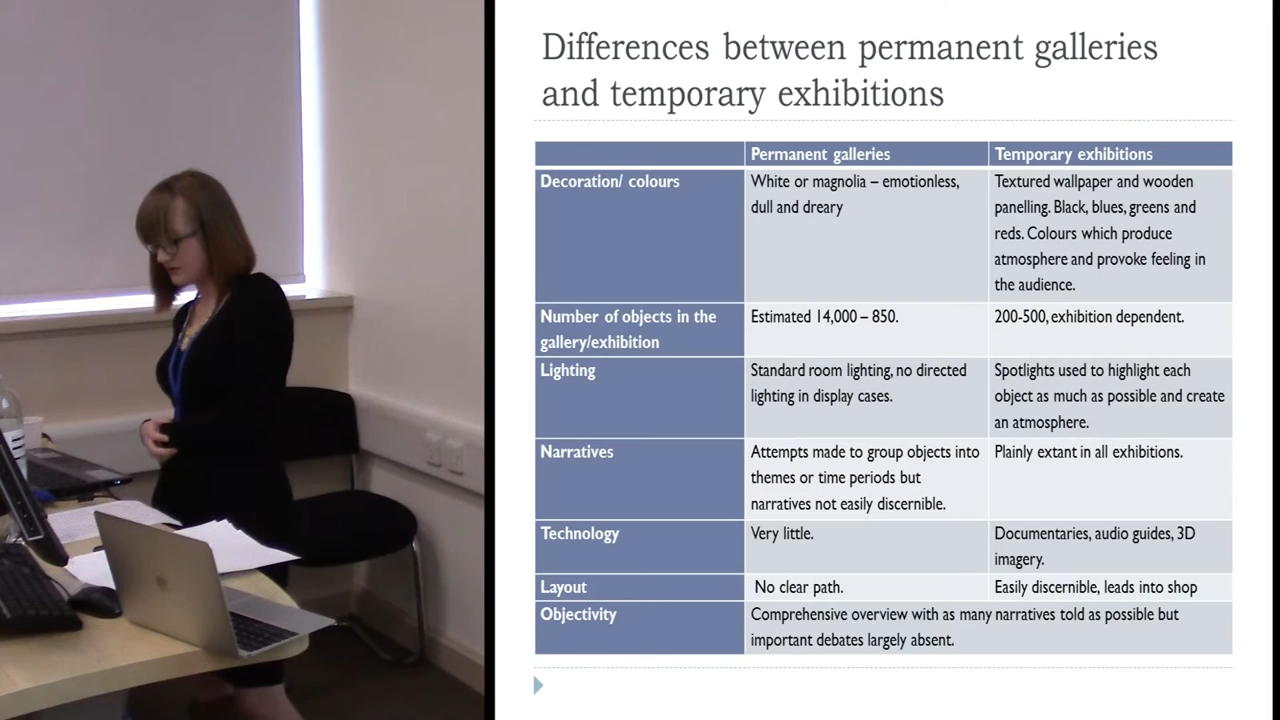 Differences between permanent galleries
and temporary exhibitions
Permanent galleries
Temporary exhibitions
Decoration/ colours
White or magnolia – emotionless,
dull and dreary
Textured wallpaper and wooden
panelling. Black, blues, greens and
reds. Colours which produce
atmosphere and provoke feeling in
the audience.
Number of objects in the
gallery/exhibition
Estimated 14,000 – 850.
200-500, exhibition dependent.
Lighting
Standard room lighting, no directed
lighting in display cases.
Spotlights used to highlight each
object as much as possible and create
an atmosphere.
Narratives
Attempts made to group objects into
themes or time periods but
narratives not easily discernible.
Plainly extant in all exhibitions.
Technology
Very little.
Documentaries, audio guides, 3D
imagery.
Layout
No clear path.
Easily discernible, leads into shop
Objectivity
Comprehensive overview with as many narratives told as possible but
important debates largely absent.